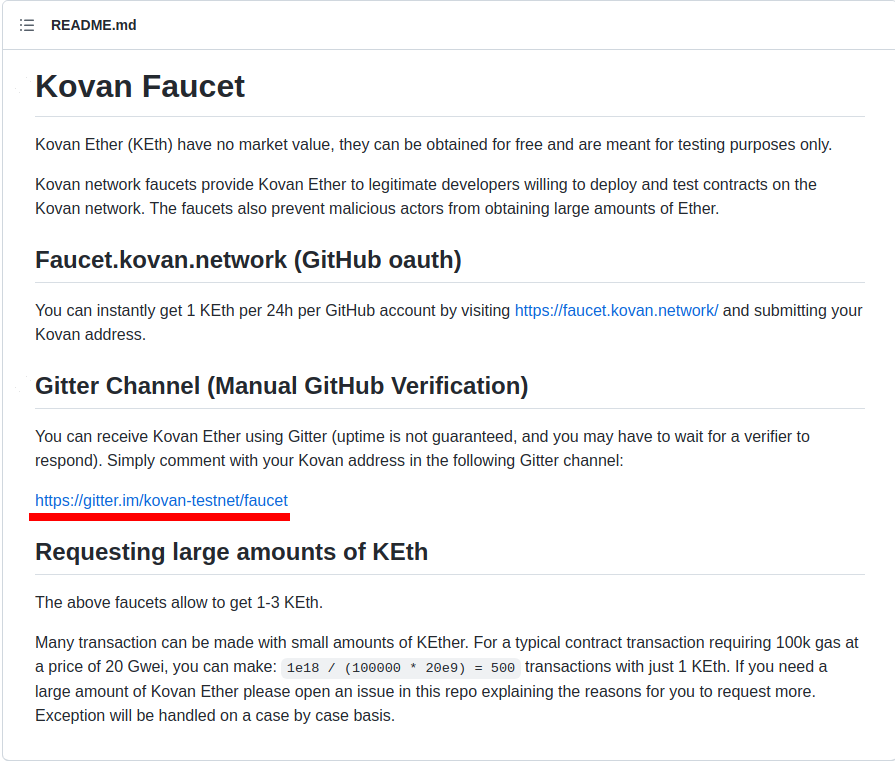 README.md
Kovan Faucet
Kovan Ether (KEth) have no market value, they can be obtained for free and are meant for testing purposes only.
Kovan network faucets provide Kovan Ether to legitimate developers willing to deploy and test contracts on the
Kovan network. The faucets also prevent malicious actors from obtaining large amounts of Ether.
Faucet.kovan.network (GitHub oauth)
You can instantly get 1 KEth per 24h per GitHub account by visiting https://faucet.kovan.network/ and submitting your
Kovan address.
Gitter Channel (Manual GitHub Verification)
You can receive Kovan Ether using Gitter (uptime is not guaranteed, and you may have to wait for a verifier to
respond). Simply comment with your Kovan address in the following Gitter channel:
https://gitter.im/kovan-testnet/faucet
Requesting large amounts of KEth
The above faucets allow to get 1-3 KEth.
Many transaction can be made with small amounts of KEther. For a typical contract transaction requiring 100k gas at
a price of 20 Gwei, you can make: 1e18 / (100000 * 20e9) = 500 transactions with just 1 KEth. If you need a
large amount of Kovan Ether please open an issue in this repo explaining the reasons for you to request more.
Exception will be handled on a case by case basis.